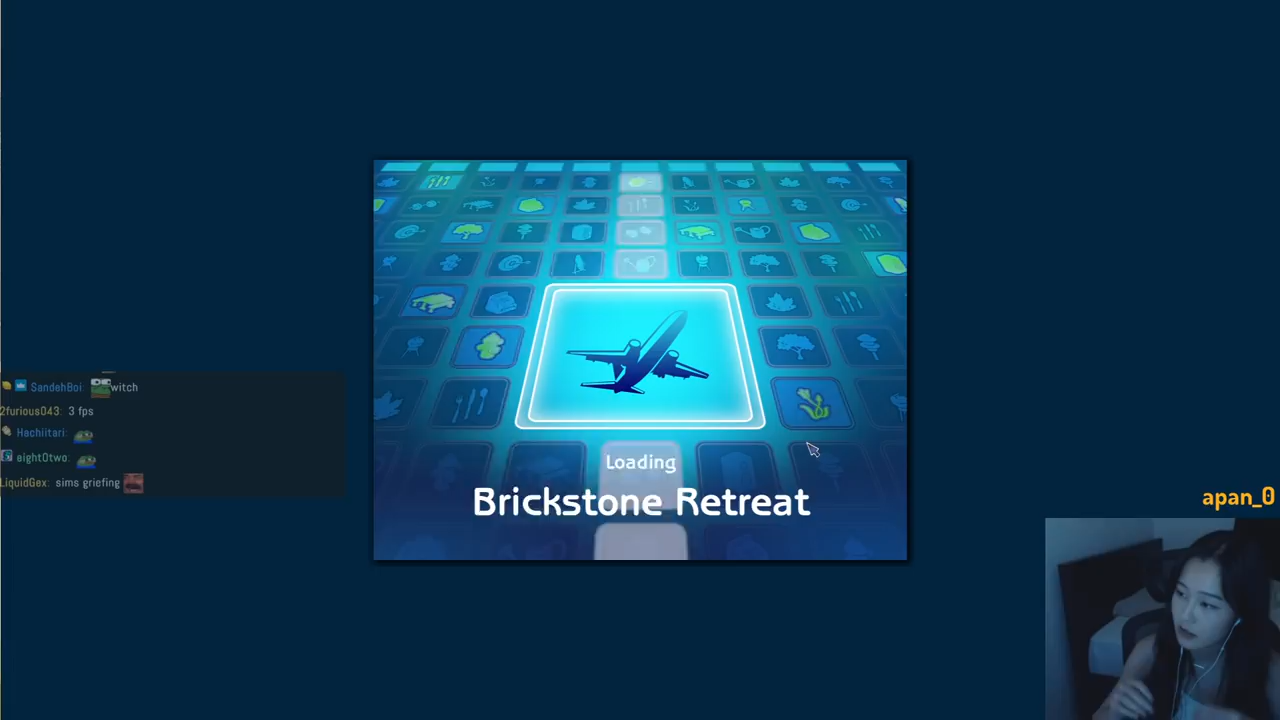 SandehBoi witch
2furious043: 3 fps
Hachiitari:
eightOtwo:
LiquidGex: sims griefing
Loading
Brickstone Retreat
apan_0